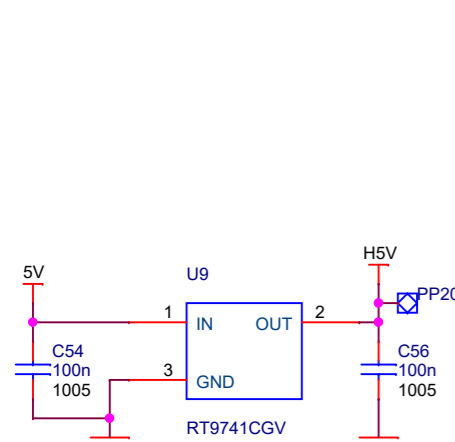 H5V
5V
U9
PP20
1
2
IN
OUT
C54
100n
1005
3
GND
C56
100n
1005
RT9741CGV